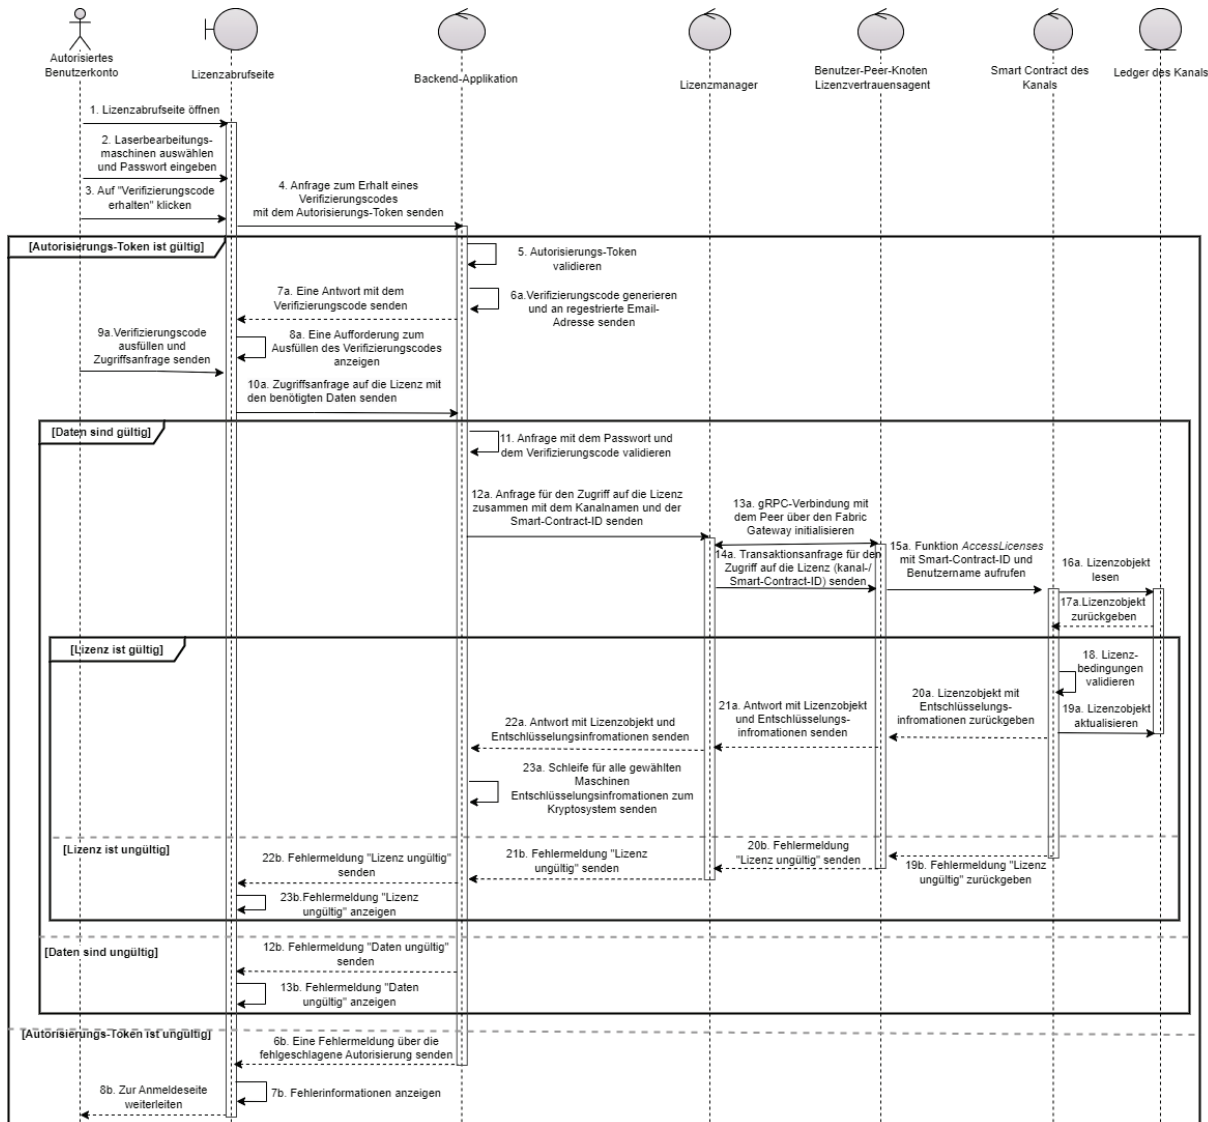 Autorisiertes
Benutzerkonto
Lizenzabrufseite
Backend-Applikation
Lizenzmanager
Benutzer-Peer-Knoten
Lizenzvertrauensagent
Smart Contract des
Kanals
Ledger des Kanals
1. Lizenzabrufseite öffnen
2. Laserbearbeitungs-
maschinen auswählen
und Passwort eingeben
3. Auf "Verifizierungscode
erhalten" klicken
4. Anfrage zum Erhalt eines
Verifizierungscodes
mit dem Autorisierungs-Token senden
[Autorisierungs-Token ist gültig]
5. Autorisierungs-Token
validieren
6a.Verifizierungscode generieren
und an regestrierte Email-
Adresse senden
7a. Eine Antwort mit dem
Verifizierungscode senden
8a. Eine Aufforderung zum
Ausfüllen des Verifizierungscodes
anzeigen
9a.Verifizierungscode
ausfüllen und
Zugriffsanfrage senden
10a. Zugriffsanfrage auf die Lizenz mit
den benötigten Daten senden
[Daten sind gültig]
11. Anfrage mit dem Passwort und
dem Verifizierungscode validieren
12a. Anfrage für den Zugriff auf die Lizenz
zusammen mit dem Kanalnamen und der
Smart-Contract-ID senden
13a. gRPC-Verbindung mit
dem Peer über den Fabric
Gateway initialisieren
14a. Transaktionsanfrage für den
Zugriff auf die Lizenz (kanal-/
Smart-Contract-ID) senden
15a. Funktion AccessLicenses
mit Smart-Contract-ID und
Benutzername aufrufen
16a. Lizenzobjekt
lesen
17a.Lizenzobjekt
zurückgeben
[Lizenz ist gültig]
18. Lizenz-
bedingungen
validieren
19a. Lizenzobjekt
aktualisieren
20a. Lizenzobjekt mit
Entschlüsselungs-
infromationen zurückgeben
21a. Antwort mit Lizenzobjekt
und Entschlüsselungs-
infromationen senden
22a. Antwort mit Lizenzobjekt und
Entschlüsselungsinfromationen senden
23a. Schleife für alle gewählten
Maschinen
Entschlüsselungsinfromationen zum
Kryptosystem senden
[Lizenz ist ungültig]
19b. Fehlermeldung "Lizenz
ungültig" zurückgeben
20b. Fehlermeldung
"Lizenz ungültig" senden
21b. Fehlermeldung "Lizenz
ungültig" senden
22b. Fehlermeldung "Lizenz ungültig"
senden
23b.Fehlermeldung "Lizenz
ungültig" anzeigen
[Daten sind ungültig]
12b. Fehlermeldung "Daten ungültig"
senden
13b. Fehlermeldung "Daten
ungültig" anzeigen
[Autorisierungs-Token ist ungültig]
6b. Eine Fehlermeldung über die
fehlgeschlagene Autorisierung senden
7b. Fehlerinformationen anzeigen
8b. Zur Anmeldeseite
weiterleiten